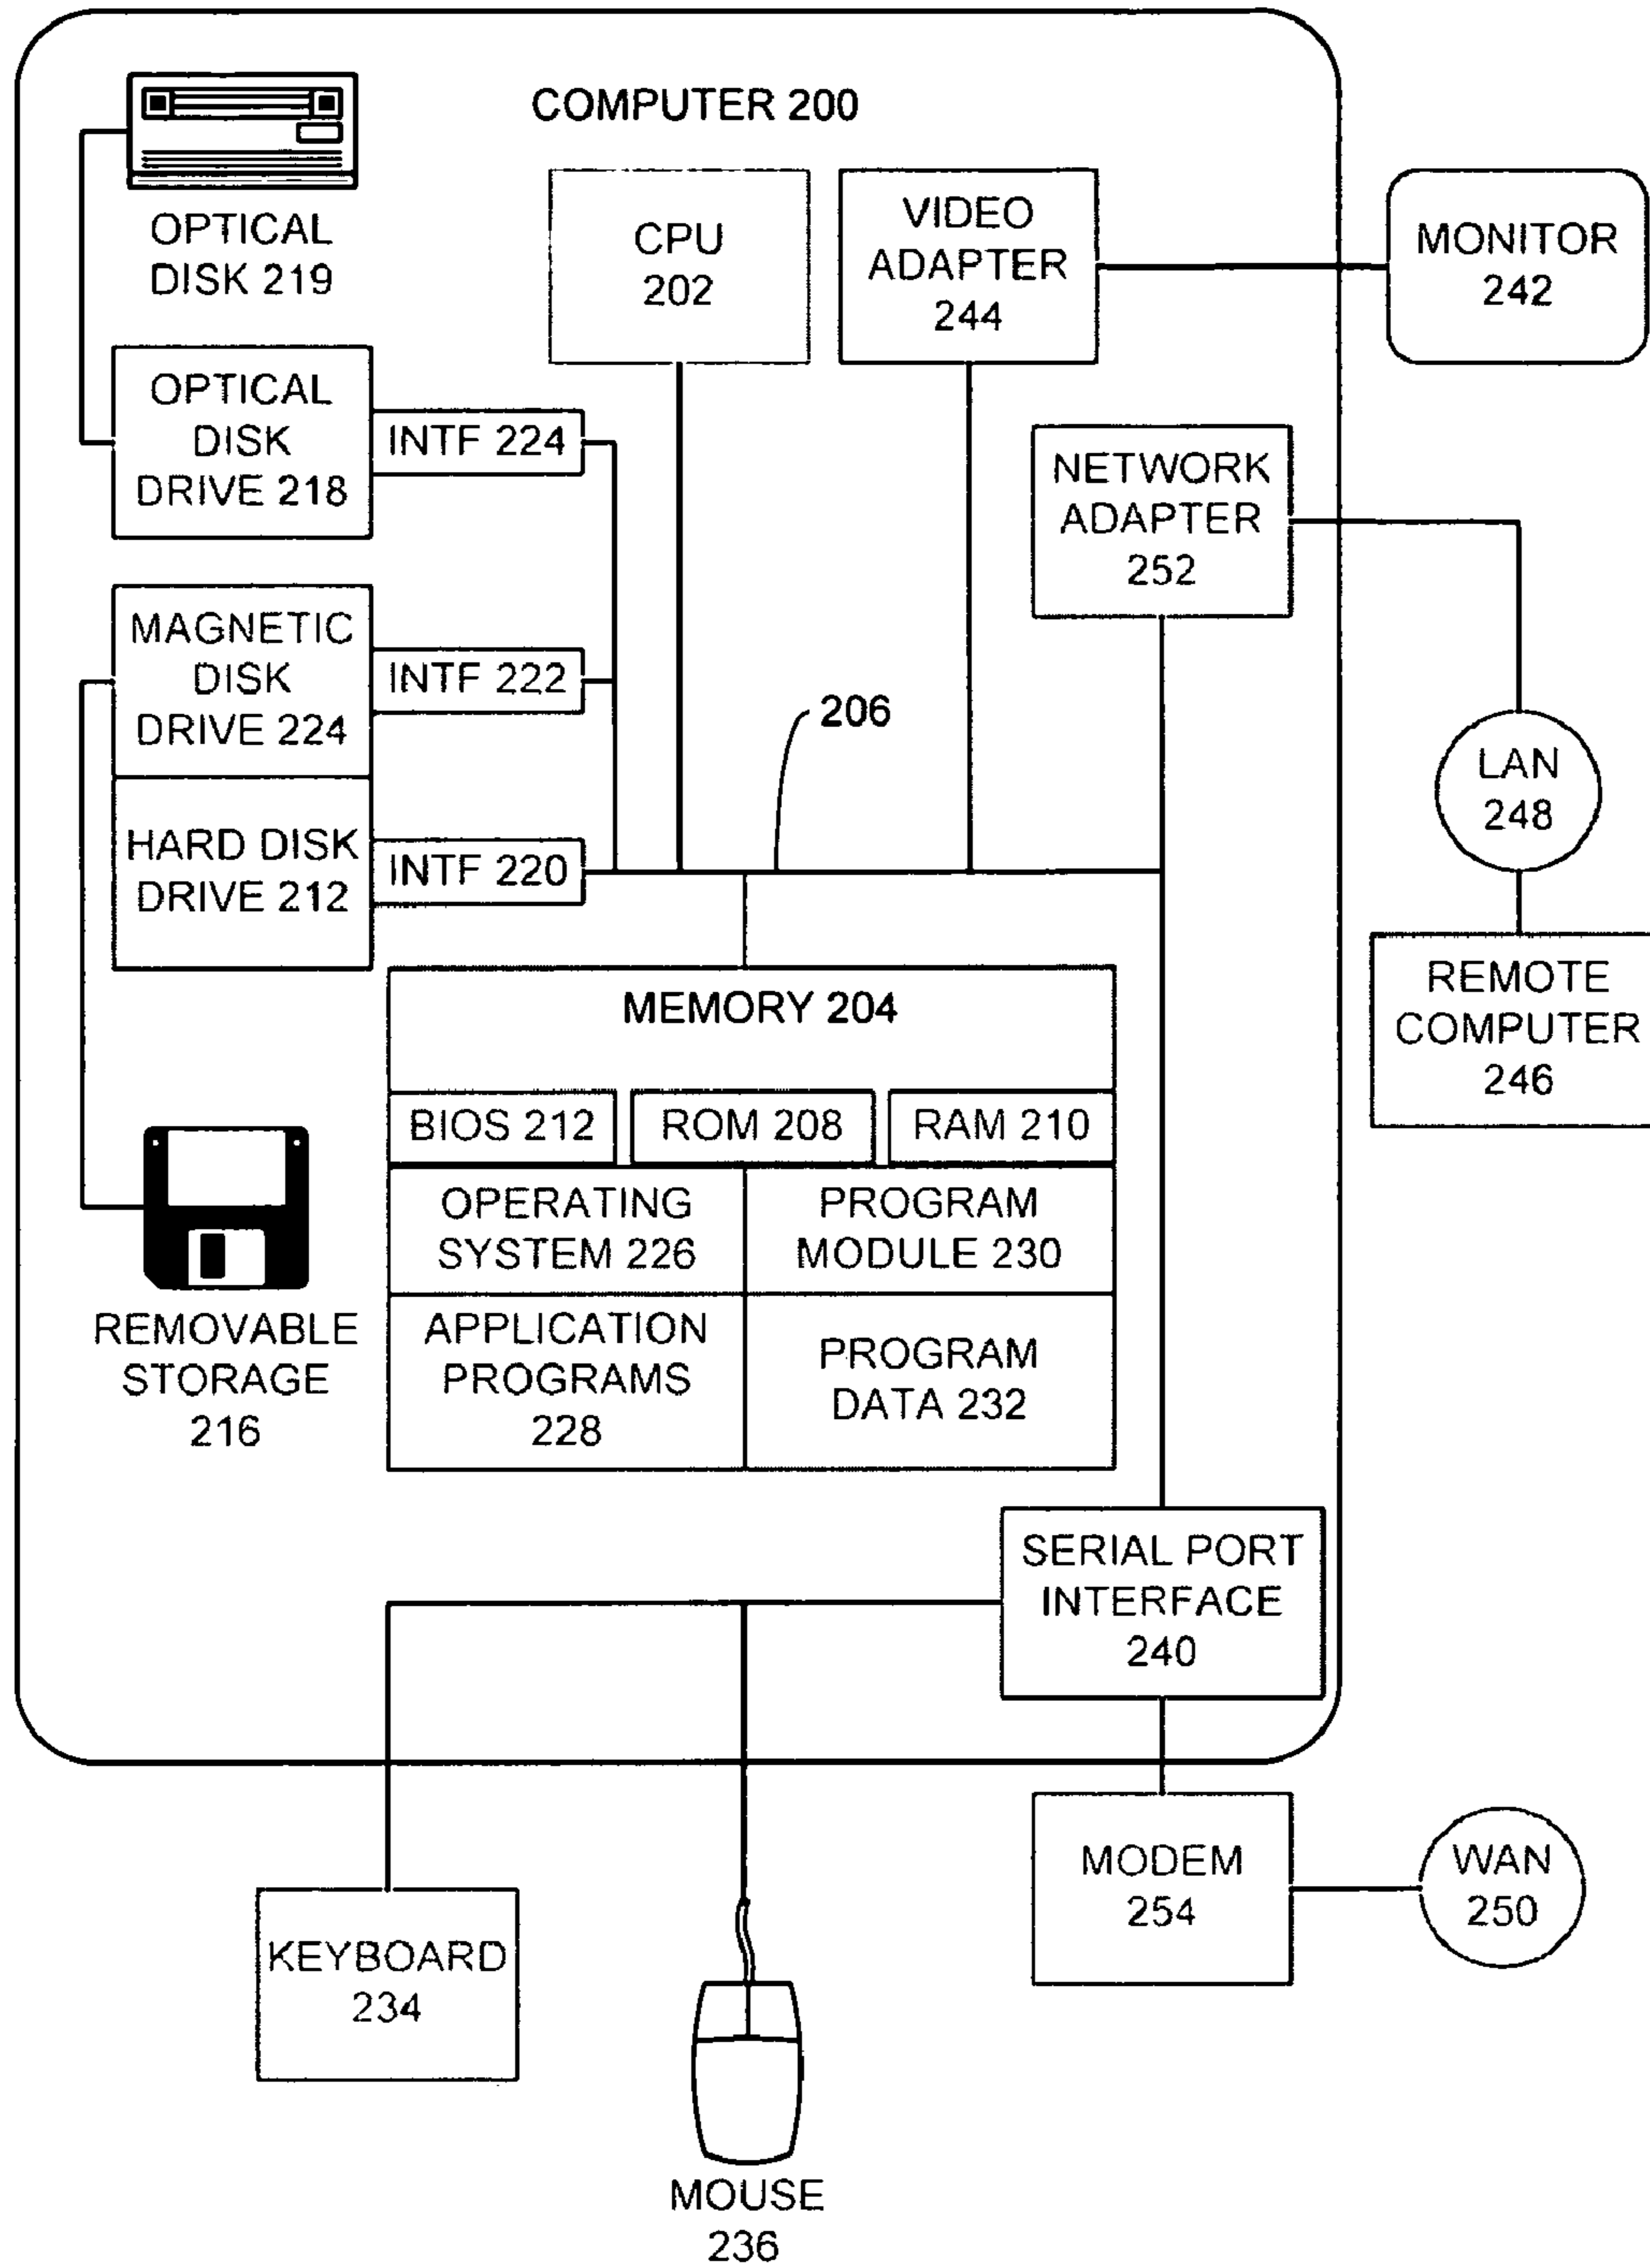 COMPUTER 200
OPTICAL
DISK 219
CPU
202
VIDEO
ADAPTER
244
MONITOR
242
OPTICAL
DISK
DRIVE 218
INTF 224
NETWORK
ADAPTER
252
MAGNETIC
DISK
DRIVE 224
INTF 222
206
LAN
248
HARD DISK
DRIVE 212
INTF 220
REMOTE
COMPUTER
246
MEMORY 204
BIOS 212
ROM 208
RAM 210
OPERATING
SYSTEM 226
PROGRAM
MODULE 230
REMOVABLE
STORAGE
216
APPLICATION
PROGRAMS
228
PROGRAM
DATA 232
SERIAL PORT
INTERFACE
240
MODEM
254
WAN
250
KEYBOARD
234
MOUSE
236